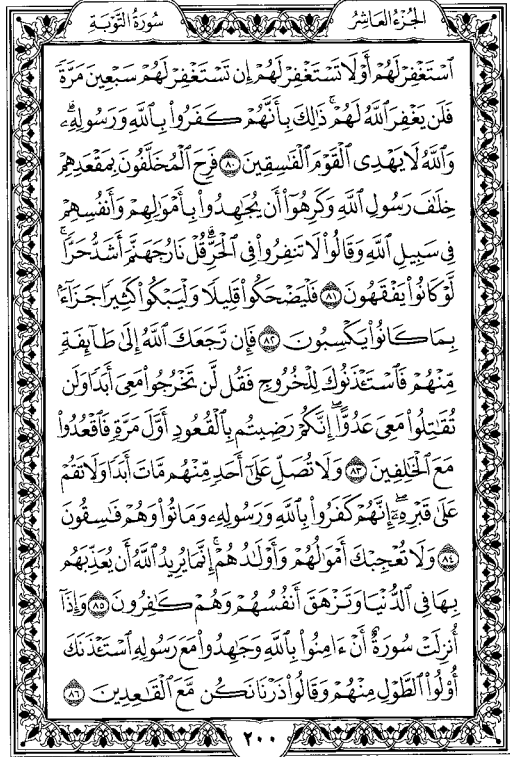 الجزء العاشر
سورة التوبة
ٱسۡتَغۡفِرۡ لَهُمۡ أَوۡ لَا تَسۡتَغۡفِرۡ لَهُمۡ إِن تَسۡتَغۡفِرۡ لَهُمۡ سَبۡعِينَ مَرَّةٗ
فَلَن يَغۡفِرَ ٱللَّهُ لَهُمۡۚ ذَٰلِكَ بِأَنَّهُمۡ كَفَرُواْ بِٱللَّهِ وَرَسُولِهِۦۗ
وَٱللَّهُ لَا يَهۡدِي ٱلۡقَوۡمَ ٱلۡفَٰسِقِينَ ٨٠ فَرِحَ ٱلۡمُخَلَّفُونَ بِمَقۡعَدِهِمۡ
خِلَٰفَ رَسُولِ ٱللَّهِ وَكَرِهُوٓاْ أَن يُجَٰهِدُواْ بِأَمۡوَٰلِهِمۡ وَأَنفُسِهِمۡ
فِي سَبِيلِ ٱللَّهِ وَقَالُواْ لَا تَنفِرُواْ فِي ٱلۡحَرِّۗ قُلۡ نَارُ جَهَنَّمَ أَشَدُّ حَرّٗاۚ
لَّوۡ كَانُواْ يَفۡقَهُونَ ٨١ فَلۡيَضۡحَكُواْ قَلِيلٗا وَلۡيَبۡكُواْ كَثِيرٗا جَزَآءَۢ
بِمَا كَانُواْ يَكۡسِبُونَ ٨٢ فَإِن رَّجَعَكَ ٱللَّهُ إِلَىٰ طَآئِفَةٖ
مِّنۡهُمۡ فَٱسۡتَـٔۡذَنُوكَ لِلۡخُرُوجِ فَقُل لَّن تَخۡرُجُواْ مَعِيَ أَبَدٗا وَلَن
تُقَٰتِلُواْ مَعِيَ عَدُوًّاۖ إِنَّكُمۡ رَضِيتُم بِٱلۡقُعُودِ أَوَّلَ مَرَّةٖ فَٱقۡعُدُواْ
مَعَ ٱلۡخَٰلِفِينَ ٨٣ وَلَا تُصَلِّ عَلَىٰٓ أَحَدٖ مِّنۡهُم مَّاتَ أَبَدٗا وَلَا تَقُمۡ
عَلَىٰ قَبۡرِهِۦٓۖ إِنَّهُمۡ كَفَرُواْ بِٱللَّهِ وَرَسُولِهِۦ وَمَاتُواْ وَهُمۡ فَٰسِقُونَ
٨٤ وَلَا تُعۡجِبۡكَ أَمۡوَٰلُهُمۡ وَأَوۡلَٰدُهُمۡۚ إِنَّمَا يُرِيدُ ٱللَّهُ أَن يُعَذِّبَهُم
بِهَا فِي ٱلدُّنۡيَا وَتَزۡهَقَ أَنفُسُهُمۡ وَهُمۡ كَٰفِرُونَ ٨٥ وَإِذَآ
أُنزِلَتۡ سُورَةٌ أَنۡ ءَامِنُواْ بِٱللَّهِ وَجَٰهِدُواْ مَعَ رَسُولِهِ ٱسۡتَـٔۡذَنَكَ
أُوْلُواْ ٱلطَّوۡلِ مِنۡهُمۡ وَقَالُواْ ذَرۡنَا نَكُن مَّعَ ٱلۡقَٰعِدِينَ ٨٦
٢٠٠